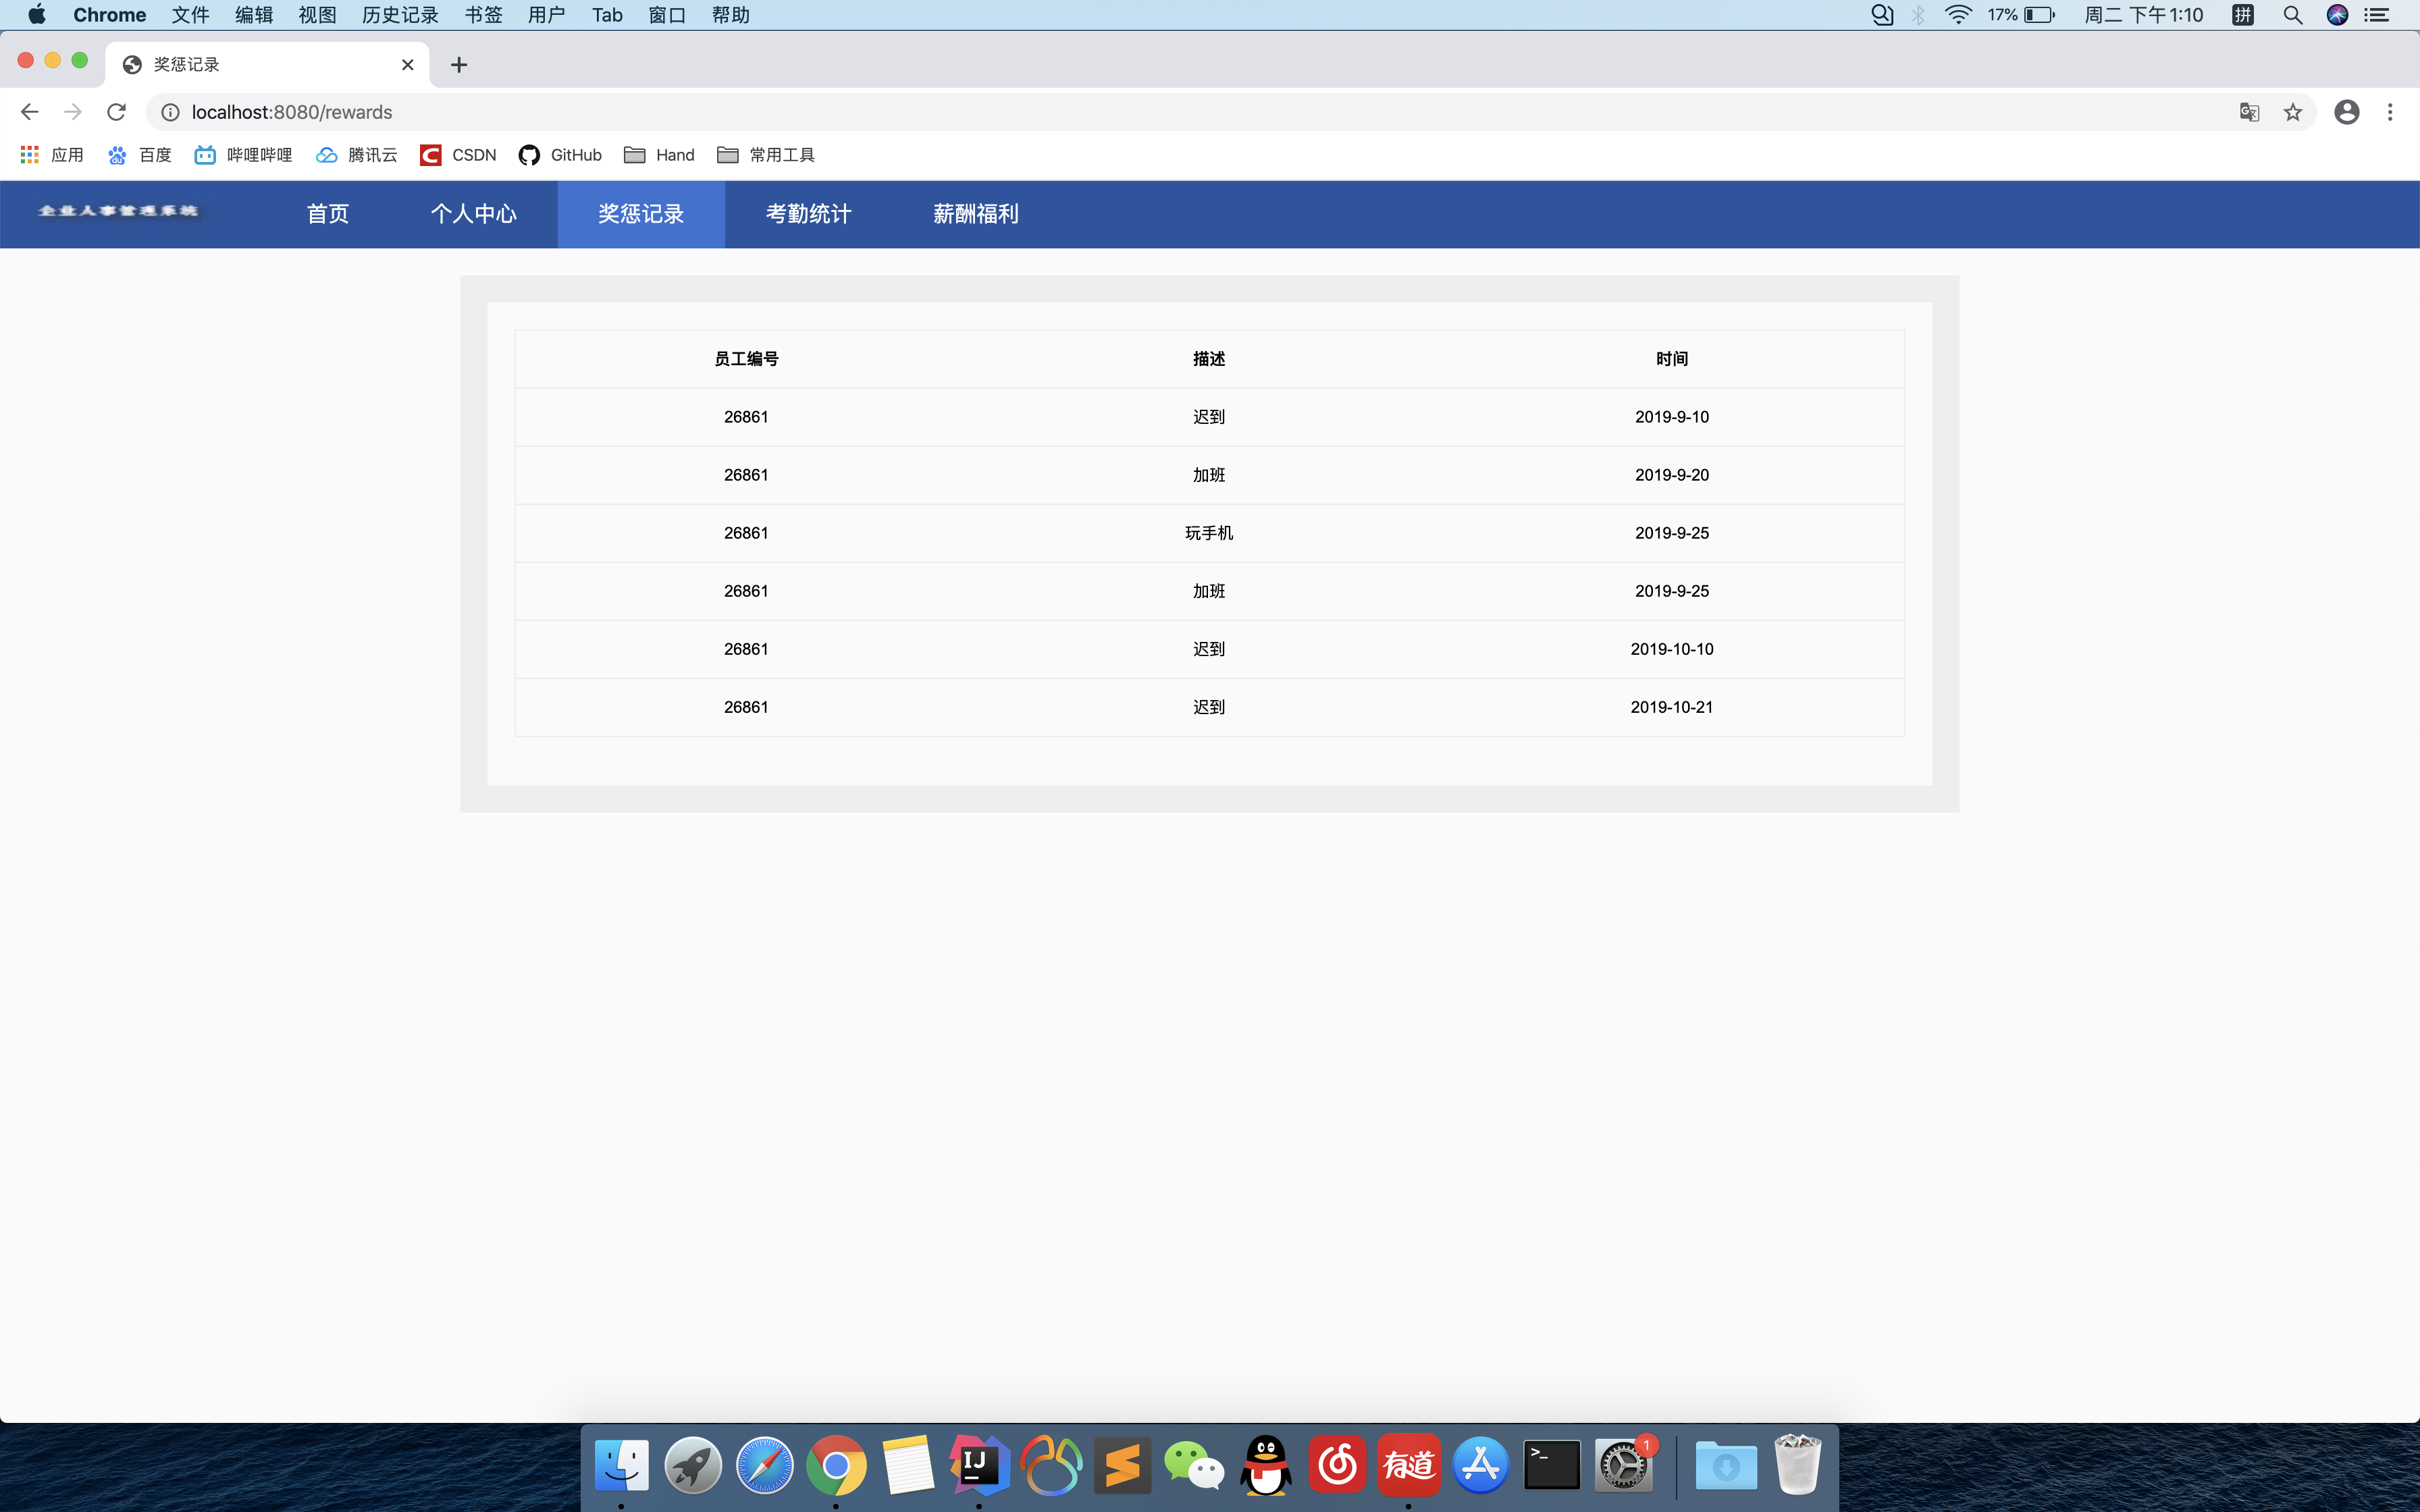 Chrome 文件 编辑 视图 历史记录 书签 用户 Tab 窗口 帮助 17% 周二 下午1:10 拼
奖惩记录
localhost:8080/rewards
应用 百度 哔哩哔哩 腾讯云 CSDN GitHub Hand 常用工具
企业人事管理系统 首页 个人中心 奖惩记录 考勤统计 薪酬福利
员工编号 描述 时间
26861 迟到 2019-9-10
26861 加班 2019-9-20
26861 玩手机 2019-9-25
26861 加班 2019-9-25
26861 迟到 2019-10-10
26861 迟到 2019-10-21
IJ 有道 >_ 1